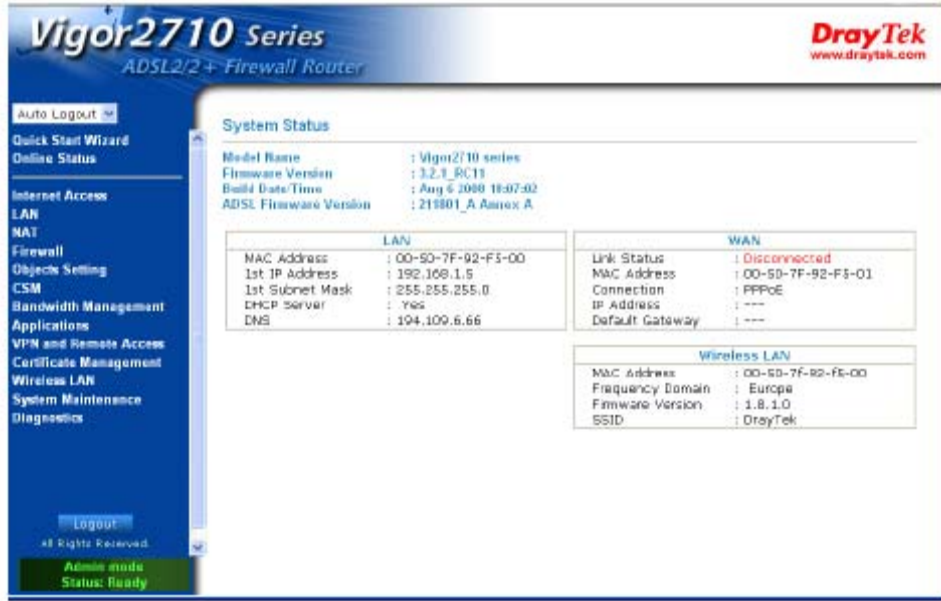 Vigor2710 Series
ADSL2/2+ Firewall Router
DrayTek
www.draytek.com
Auto Logout
Quick Start Wizard
Online Status
Internet Access
LAN
NAT
Firewall
Objects Setting
CSM
Bandwidth Management
Applications
VPN and Remote Access
Certificate Management
Wireless LAN
System Maintenance
Diagnostics
Logout
All Rights Reserved.
Admin mode
Status: Ready
System Status
Model Name : Vigor2710 series
Firmware Version : 3.2.1_RC11
Build Date/Time : Aug 6 2008 18:07:02
ADSL Firmware Version : 211801_A Annex A
LAN
MAC Address : 00-50-7F-92-F5-00
1st IP Address : 192.168.1.5
1st Subnet Mask : 255.255.255.0
DHCP Server : Yes
DNS : 194.109.6.66
WAN
Link Status : Disconnected
MAC Address : 00-50-7F-92-F5-01
Connection : PPPoE
IP Address : ---
Default Gateway : ---
Wireless LAN
MAC Address : 00-50-7f-92-f5-00
Frequency Domain : Europe
Firmware Version : 1.8.1.0
SSID : DrayTek